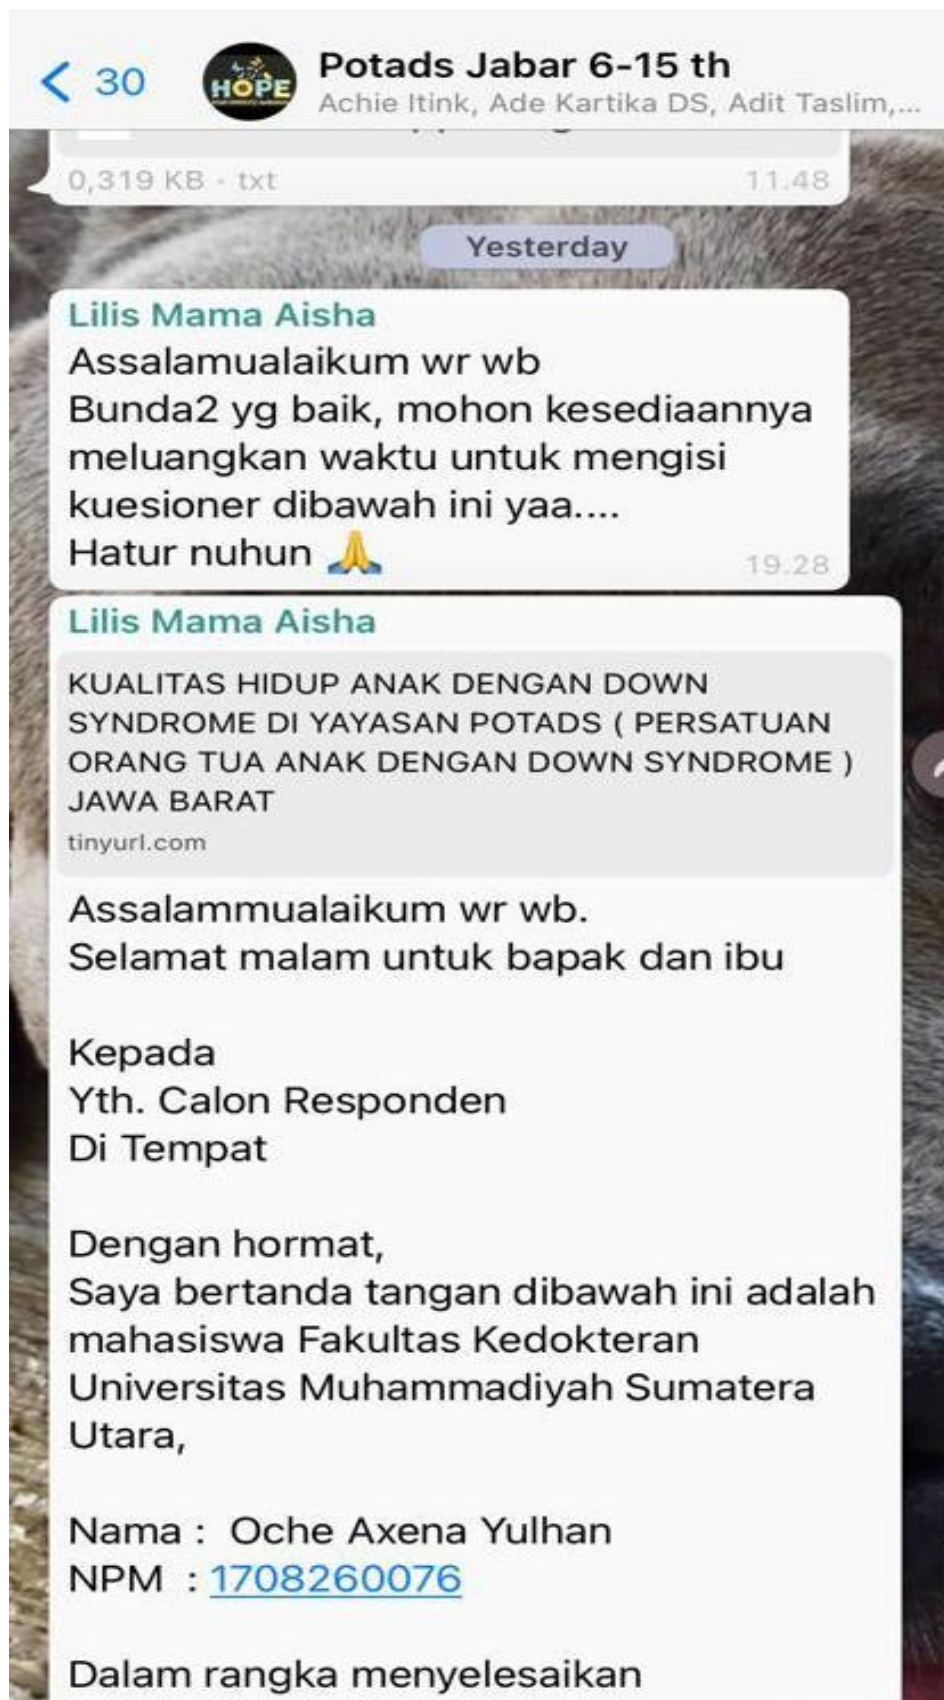 30
HOPE
Potads Jabar 6-15 th
Achie Itink, Ade Kartika DS, Adit Taslim,...
0,319 KB - txt
11.48
Yesterday
Lilis Mama Aisha
Assalamualaikum wr wb
Bunda2 yg baik, mohon kesediaannya
meluangkan waktu untuk mengisi
kuesioner dibawah ini yaa....
Hatur nuhun 🙏
19.28
Lilis Mama Aisha
KUALITAS HIDUP ANAK DENGAN DOWN
SYNDROME DI YAYASAN POTADS ( PERSATUAN
ORANG TUA ANAK DENGAN DOWN SYNDROME )
JAWA BARAT
tinyurl.com
Assalammualaikum wr wb.
Selamat malam untuk bapak dan ibu
Kepada
Yth. Calon Responden
Di Tempat
Dengan hormat,
Saya bertanda tangan dibawah ini adalah
mahasiswa Fakultas Kedokteran
Universitas Muhammadiyah Sumatera
Utara,
Nama :  Oche Axena Yulhan
NPM  : 1708260076
Dalam rangka menyelesaikan